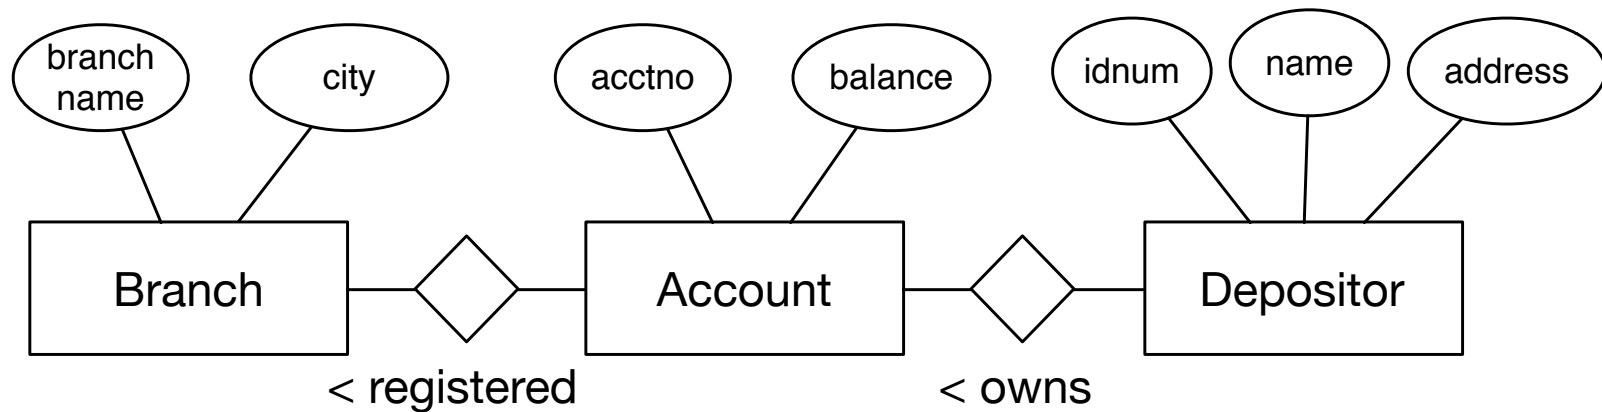 branch
name
city
acctno
balance
idnum
name
address
Branch
Account
Depositor
< registered
< owns